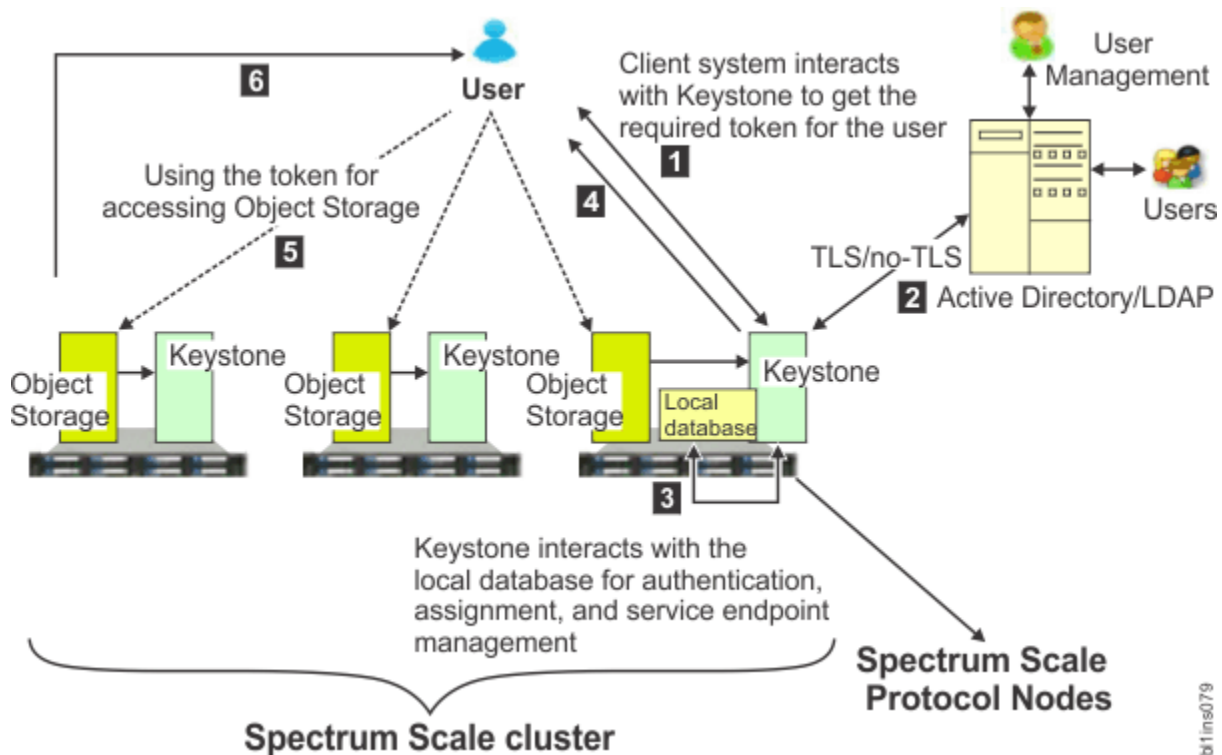 6
User
Client system interacts
with Keystone to get the
required token for the user
1
User
Management
Users
4
Using the token for
accessing Object Storage
5
TLS/no-TLS
2
Active Directory/LDAP
Object
Storage
Keystone
Object
Storage
Keystone
Object
Storage
Local
database
Keystone
3
Keystone interacts with the
local database for authentication,
assignment, and service endpoint
management
Spectrum Scale
Protocol Nodes
Spectrum Scale cluster
bl1ins079